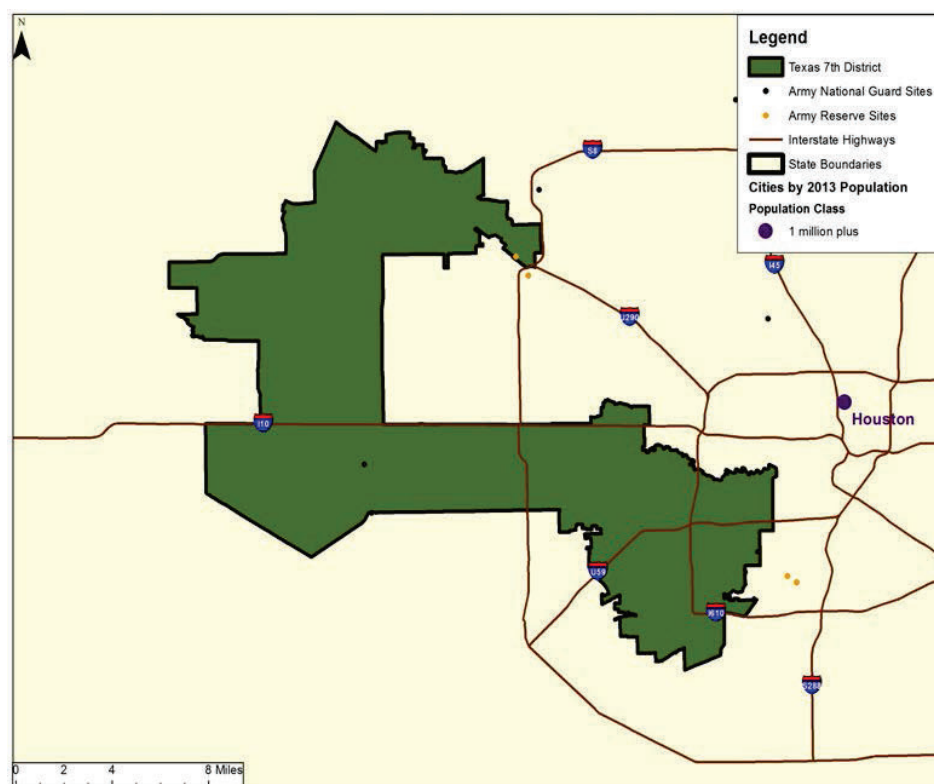 N
Legend
Texas 7th District
Army National Guard Sites
Army Reserve Sites
Interstate Highways
State Boundaries
Cities by 2013 Population
Population Class
1 million plus
S8
I45
U290
Houston
I10
U59
I610
S288
0 2 4 8 Miles